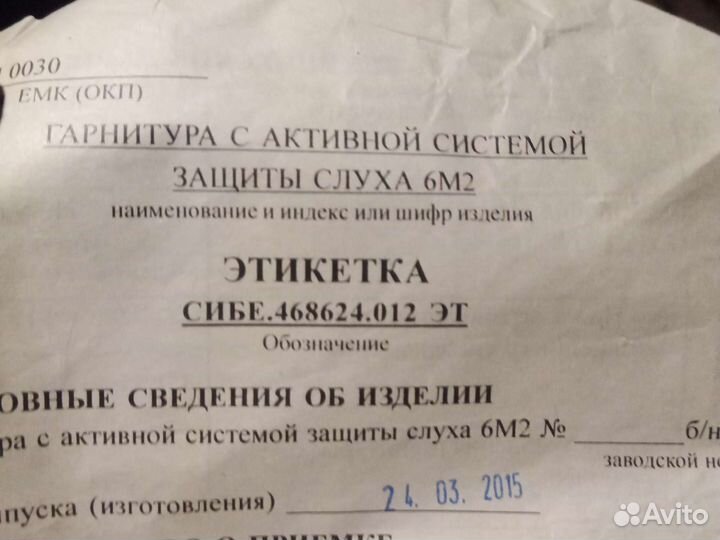 0030
ЕМК (ОКП)
ГАРНИТУРА С АКТИВНОЙ СИСТЕМОЙ
ЗАЩИТЫ СЛУХА 6М2
наименование и индекс или шифр изделия
ЭТИКЕТКА
СИБЕ.468624.012 ЭТ
Обозначение
ОВНЫЕ СВЕДЕНИЯ ОБ ИЗДЕЛИИ
ра с активной системой защиты слуха 6М2 № б/н
заводской но
пуска (изготовления) 24. 03. 2015
О ПРИЕМКЕ
Avito